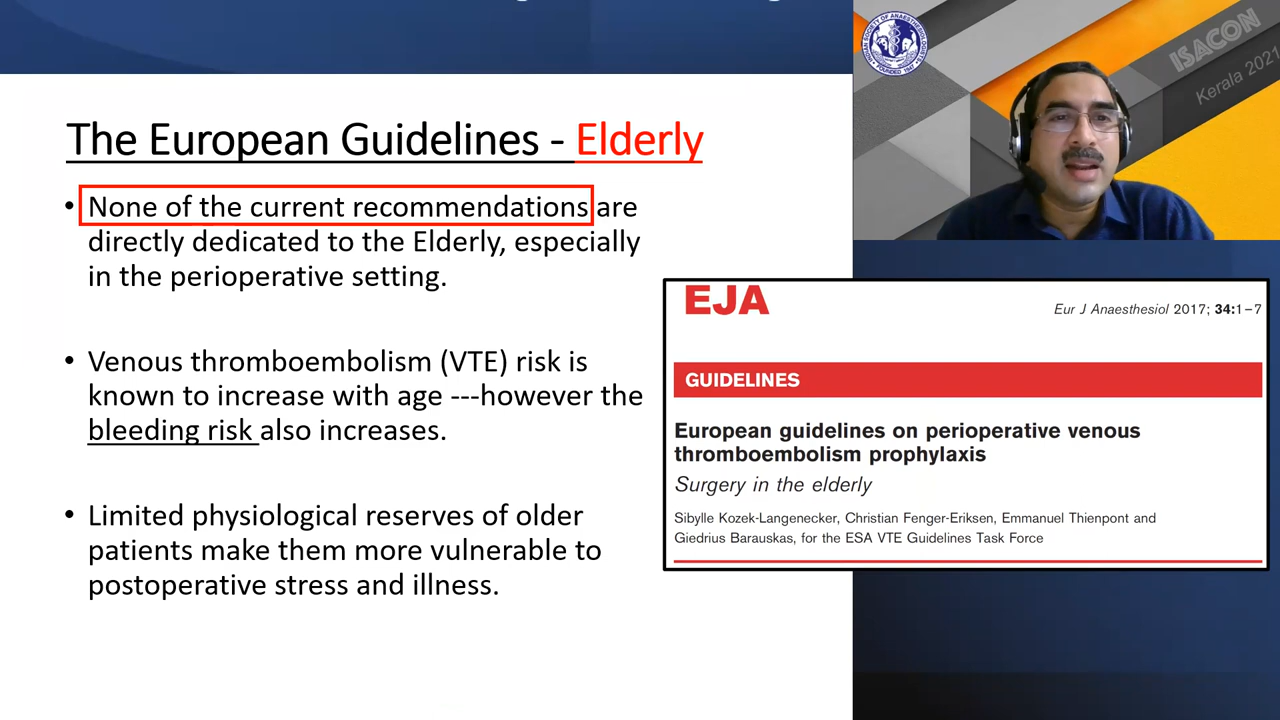 The European Guidelines - Elderly
• None of the current recommendations are
directly dedicated to the Elderly, especially
in the perioperative setting.
• Venous thromboembolism (VTE) risk is
known to increase with age ---however the
bleeding risk also increases.
• Limited physiological reserves of older
patients make them more vulnerable to
postoperative stress and illness.
ISACON
Kerala 2021
EJA
Eur J Anaesthesiol 2017; 34:1–7
GUIDELINES
European guidelines on perioperative venous
thromboembolism prophylaxis
Surgery in the elderly
Sibylle Kozek-Langenecker, Christian Fenger-Eriksen, Emmanuel Thienpont and
Giedrius Barauskas, for the ESA VTE Guidelines Task Force